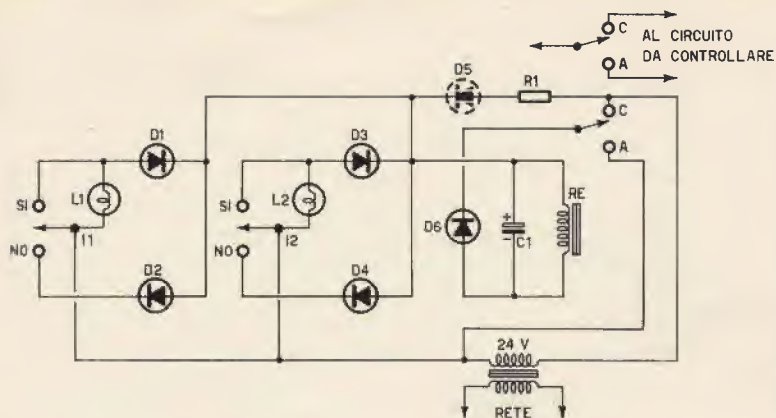 C AL CIRCUITO
DA CONTROLLARE
A
D5
R1
C
A
D1
D3
L1
L2
SI
SI
RE
D6
+
-
C1
I1
I2
NO
NO
D2
D4
24 V
RETE